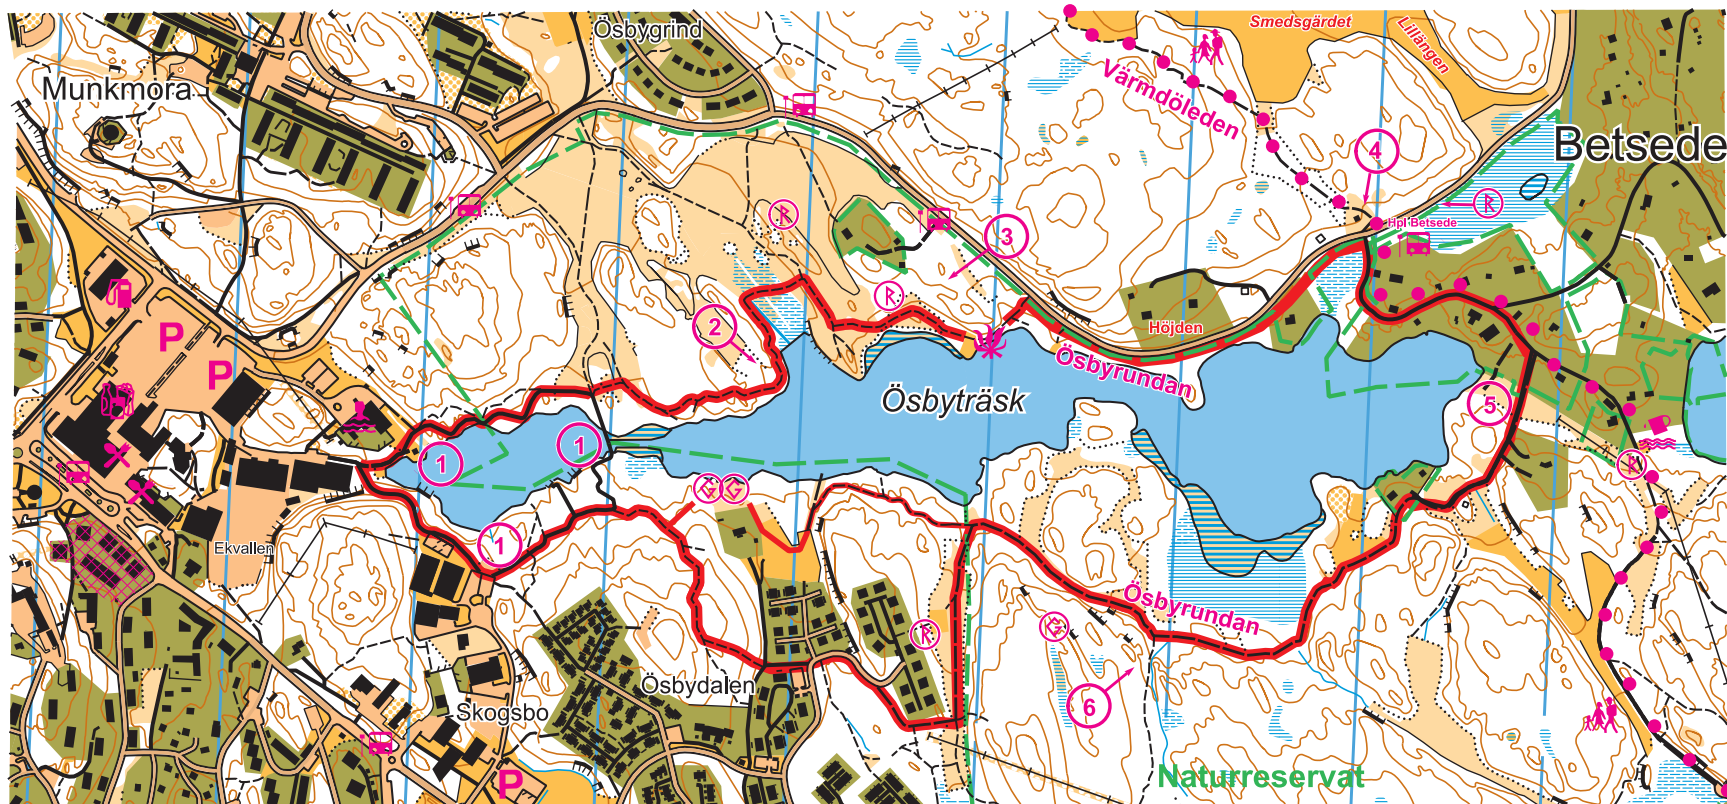 Ösbygrind
Smedsgärdet
Lillängen
Munkmora
Värmdöleden
Betsede
4
R
R
Hpl Betsede
3
R
2
Höjden
P
P
Ösbyrundan
Ösbyträsk
5
1
1
R
G G
1
Ekvallen
Ösbyrundan
R
G
Ösbydalen
6
Skogsbo
P
Naturreservat